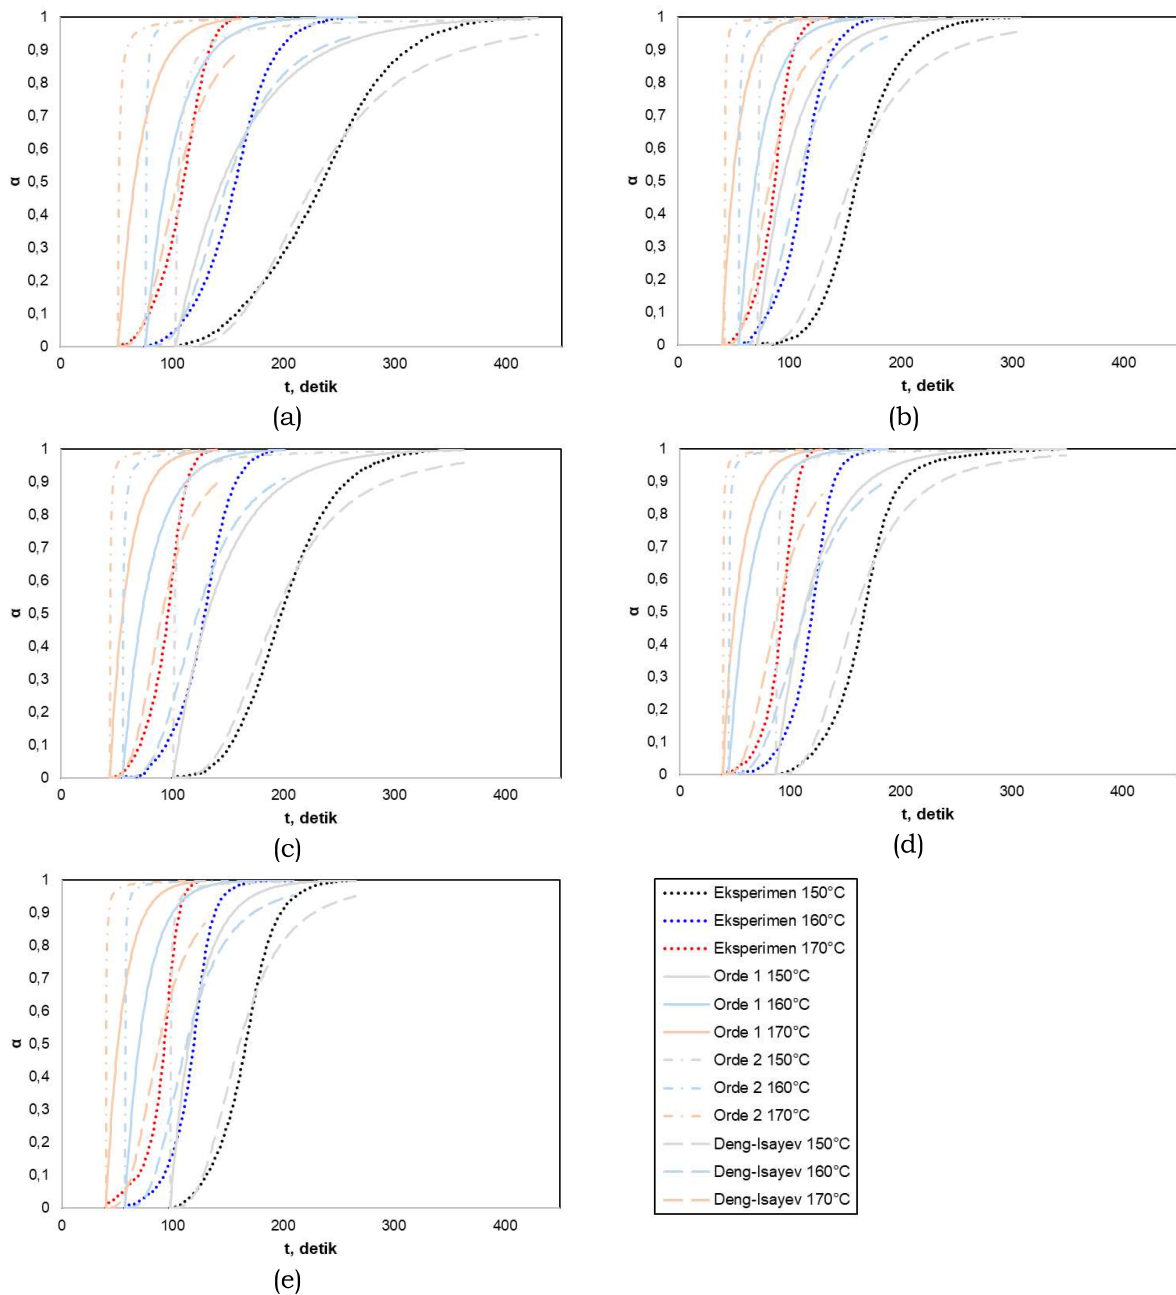 1
0,9
0,8
0,7
0,6
0,5
0,4
0,3
0,2
0,1
0
α
0 100 200 300 400
t, detik
(a)
1
0,9
0,8
0,7
0,6
0,5
0,4
0,3
0,2
0,1
0
α
0 100 200 300 400
t, detik
(b)
1
0,9
0,8
0,7
0,6
0,5
0,4
0,3
0,2
0,1
0
α
0 100 200 300 400
t, detik
(c)
1
0,9
0,8
0,7
0,6
0,5
0,4
0,3
0,2
0,1
0
α
0 100 200 300 400
t, detik
(d)
1
0,9
0,8
0,7
0,6
0,5
0,4
0,3
0,2
0,1
0
α
0 100 200 300 400
t, detik
(e)
Eksperimen 150°C
Eksperimen 160°C
Eksperimen 170°C
Orde 1 150°C
Orde 1 160°C
Orde 1 170°C
Orde 2 150°C
Orde 2 160°C
Orde 2 170°C
Deng-Isayev 150°C
Deng-Isayev 160°C
Deng-Isayev 170°C